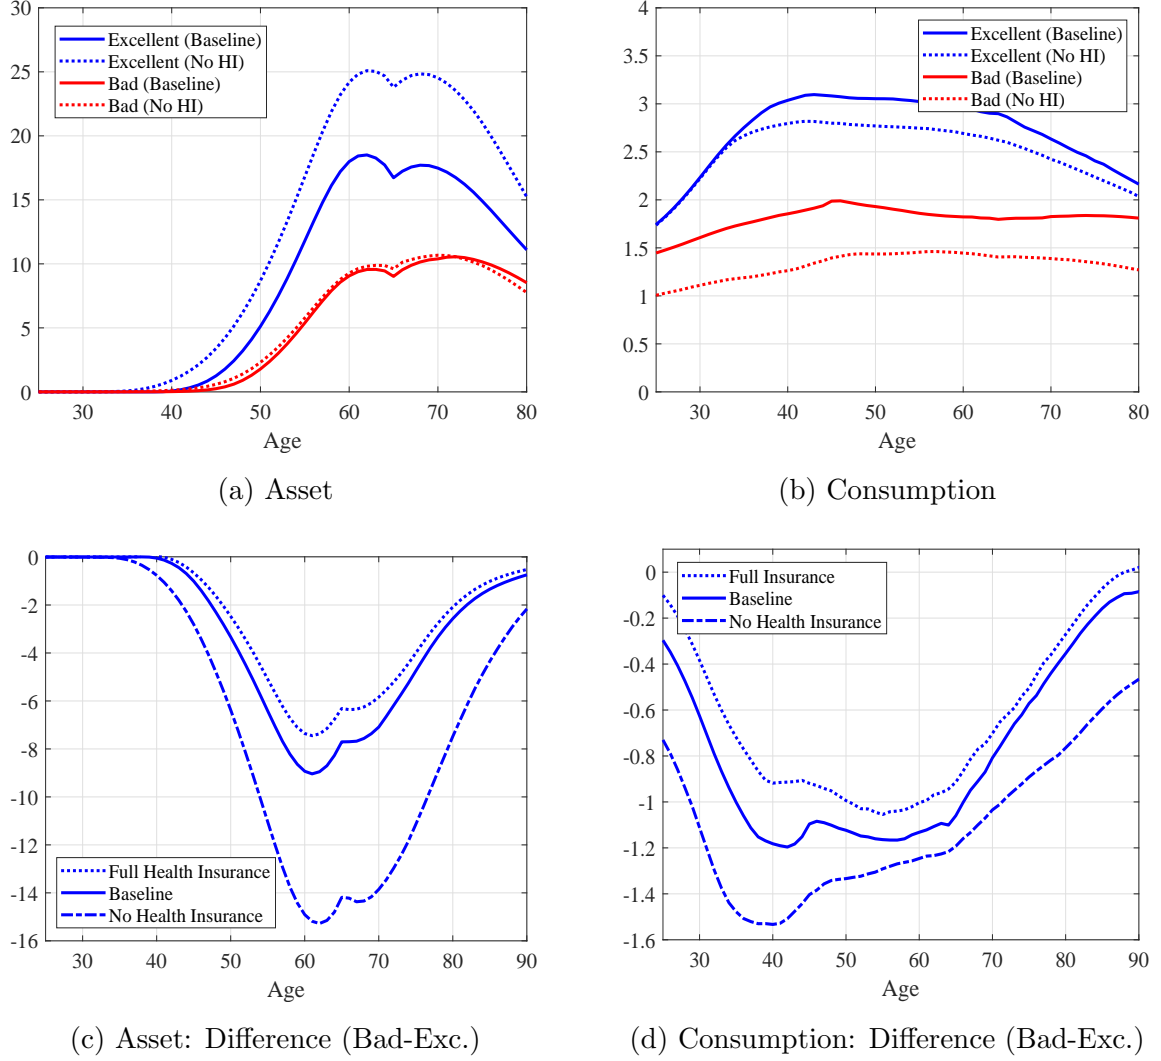 30
25
20
15
10
5
0
Excellent (Baseline)
Excellent (No HI)
Bad (Baseline)
Bad (No HI)
30 40 50 60 70 80
Age
(a) Asset
4
3.5
3
2.5
2
1.5
1
0.5
0
Excellent (Baseline)
Excellent (No HI)
Bad (Baseline)
Bad (No HI)
30 40 50 60 70 80
Age
(b) Consumption
0
-2
-4
-6
-8
-10
-12
-14
-16
Full Health Insurance
Baseline
No Health Insurance
30 40 50 60 70 80 90
Age
(c) Asset: Difference (Bad-Exc.)
0
-0.2
-0.4
-0.6
-0.8
-1
-1.2
-1.4
-1.6
Full Insurance
Baseline
No Health Insurance
30 40 50 60 70 80 90
Age
(d) Consumption: Difference (Bad-Exc.)